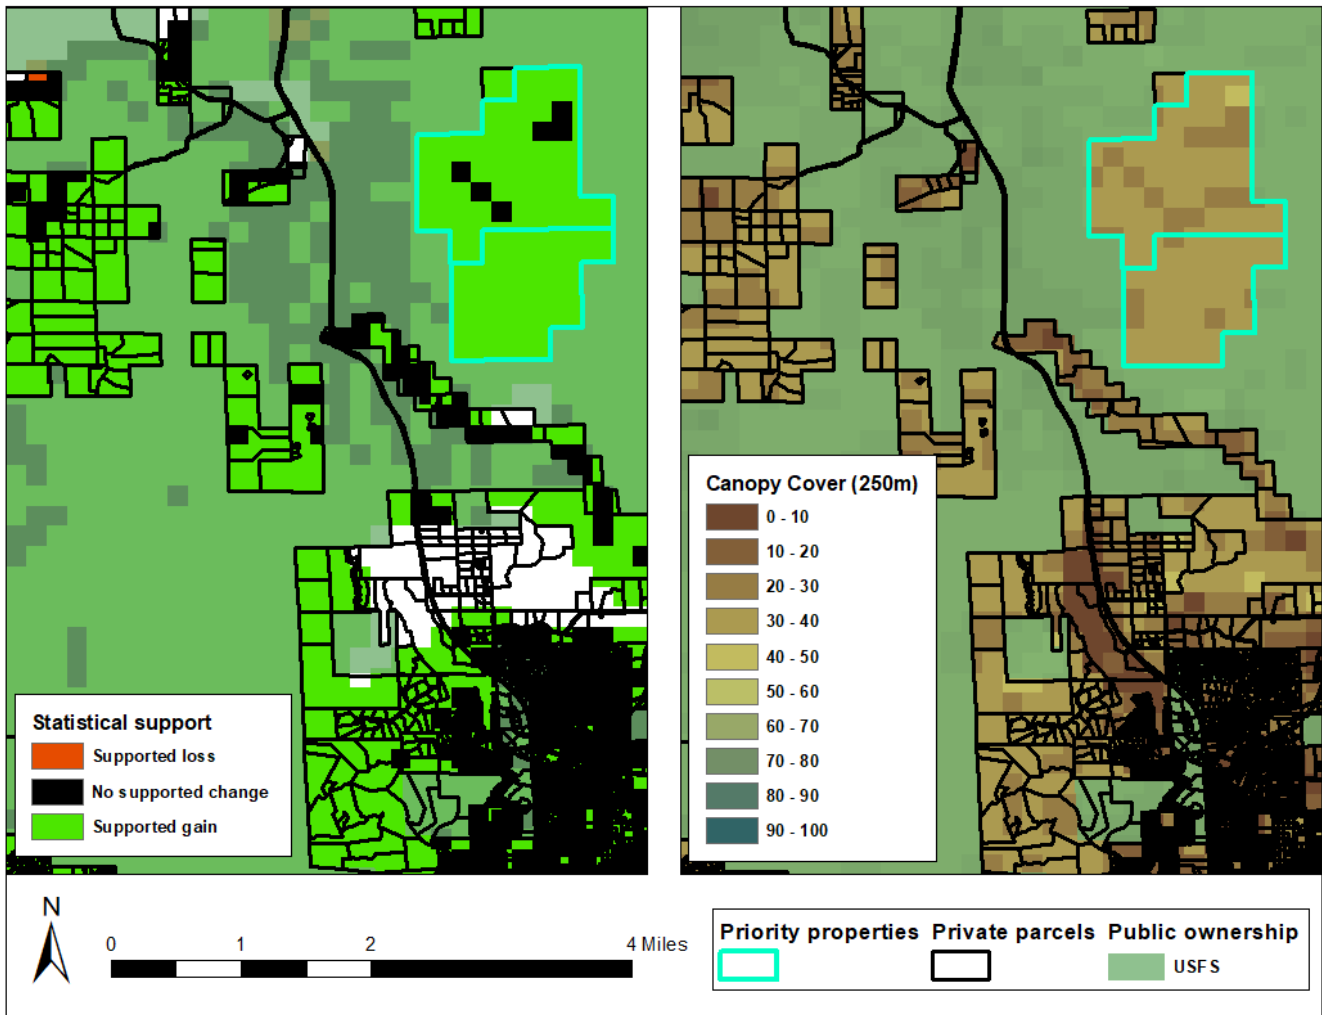 Statistical support
Supported loss
No supported change
Supported gain
Canopy Cover (250m)
0 - 10
10 - 20
20 - 30
30 - 40
40 - 50
50 - 60
60 - 70
70 - 80
80 - 90
90 - 100
N
0 1 2 4 Miles
Priority properties Private parcels Public ownership
USFS